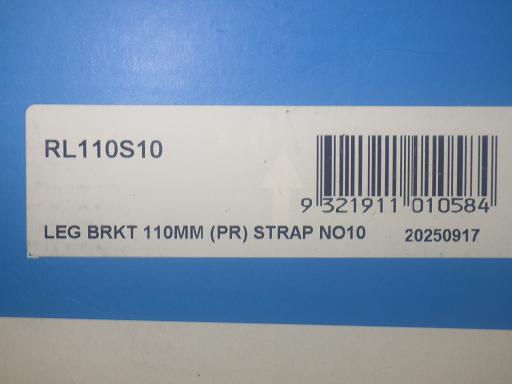 RL110S10
9 321911 010584
LEG BRKT 110MM (PR) STRAP NO10 20250917